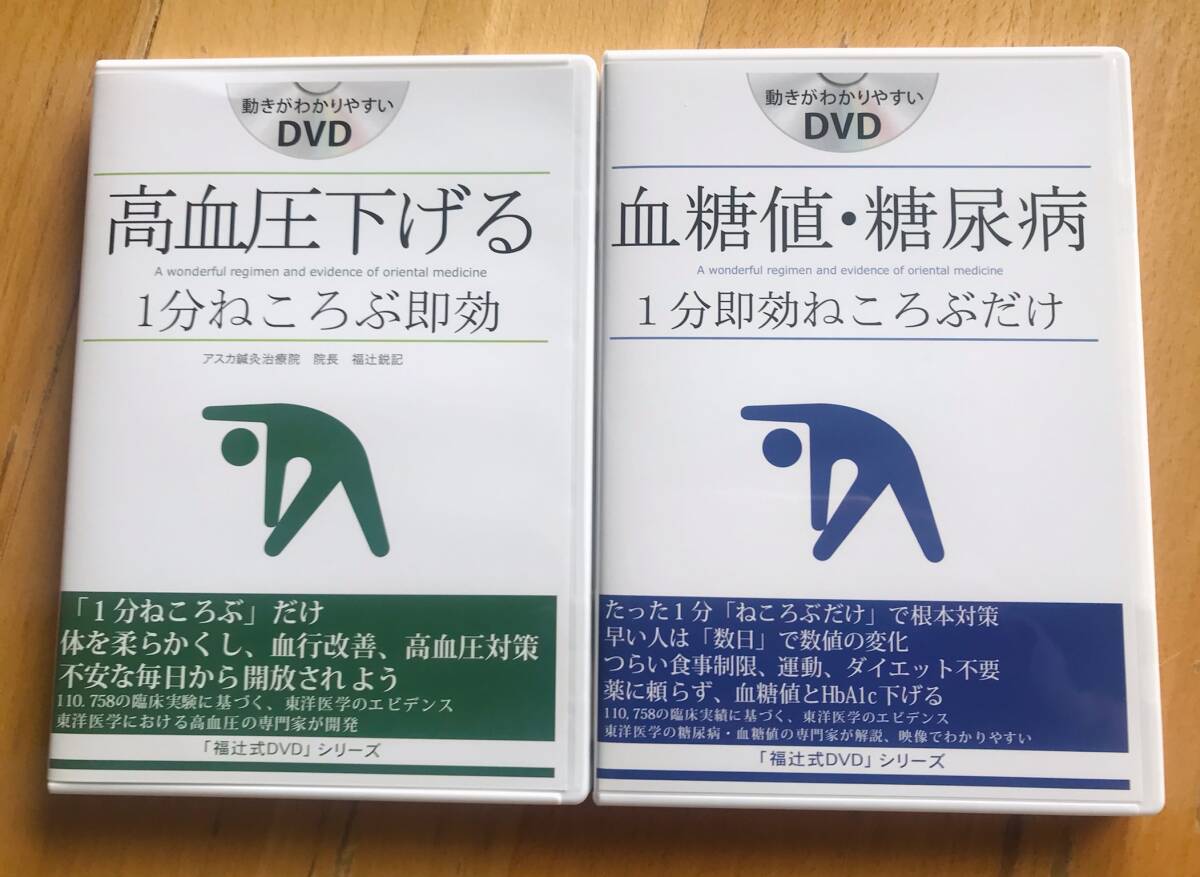 動きがわかりやすい
DVD
高血圧下げる
A wonderful regimen and evidence of oriental medicine
1分ねころぶ即効
アスカ鍼灸治療院 院長 福辻鋭記
「１分ねころぶ」だけ
体を柔らかくし、血行改善、高血圧対策
不安な毎日から開放されよう
110,758の臨床実験に基づく、東洋医学のエビデンス
東洋医学における高血圧の専門家が開発
「福辻式DVD」シリーズ
動きがわかりやすい
DVD
血糖値・糖尿病
A wonderful regimen and evidence of oriental medicine
１分即効ねころぶだけ
たった１分「ねころぶだけ」で根本対策
早い人は「数日」で数値の変化
つらい食事制限、運動、ダイエット不要
薬に頼らず、血糖値とHbA1c下げる
110,758の臨床実績に基づく、東洋医学のエビデンス
東洋医学の糖尿病・血糖値の専門家が解説、映像でわかりやすい
「福辻式DVD」シリーズ